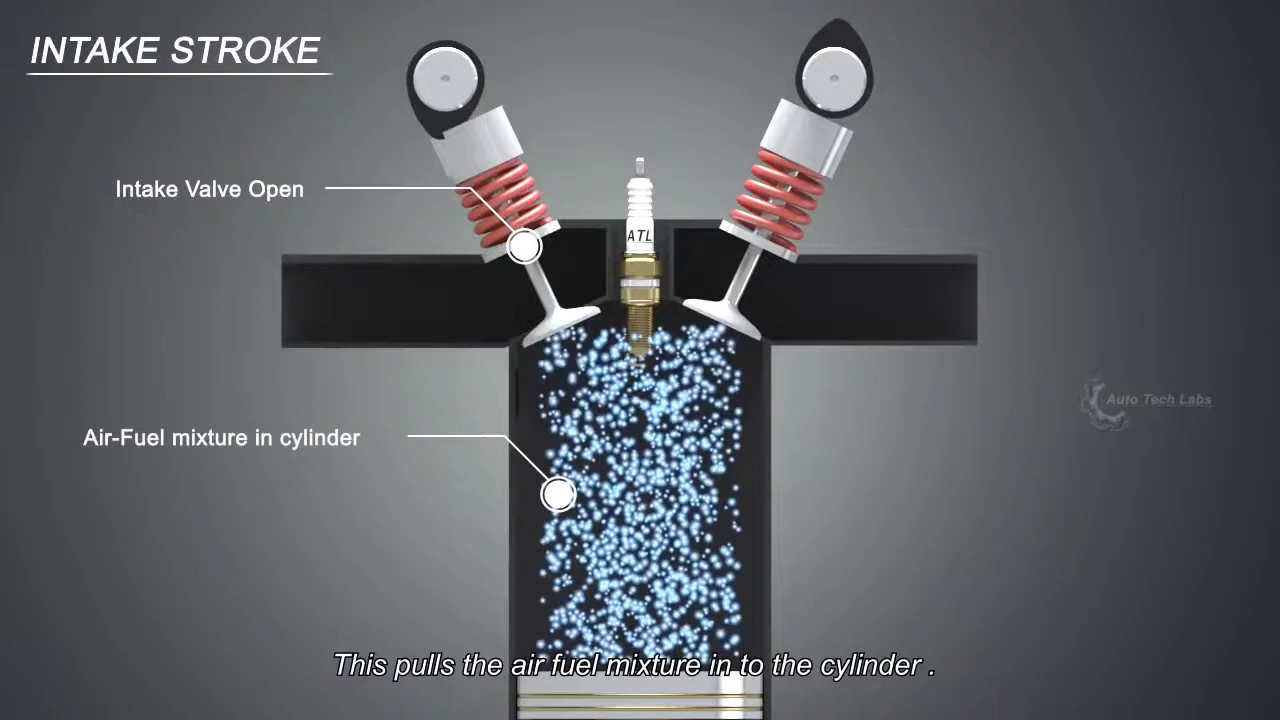 INTAKE STROKE
Intake Valve Open
ATL
Air-Fuel mixture in cylinder
Auto Tech Labs
This pulls the air fuel mixture in to the cylinder .